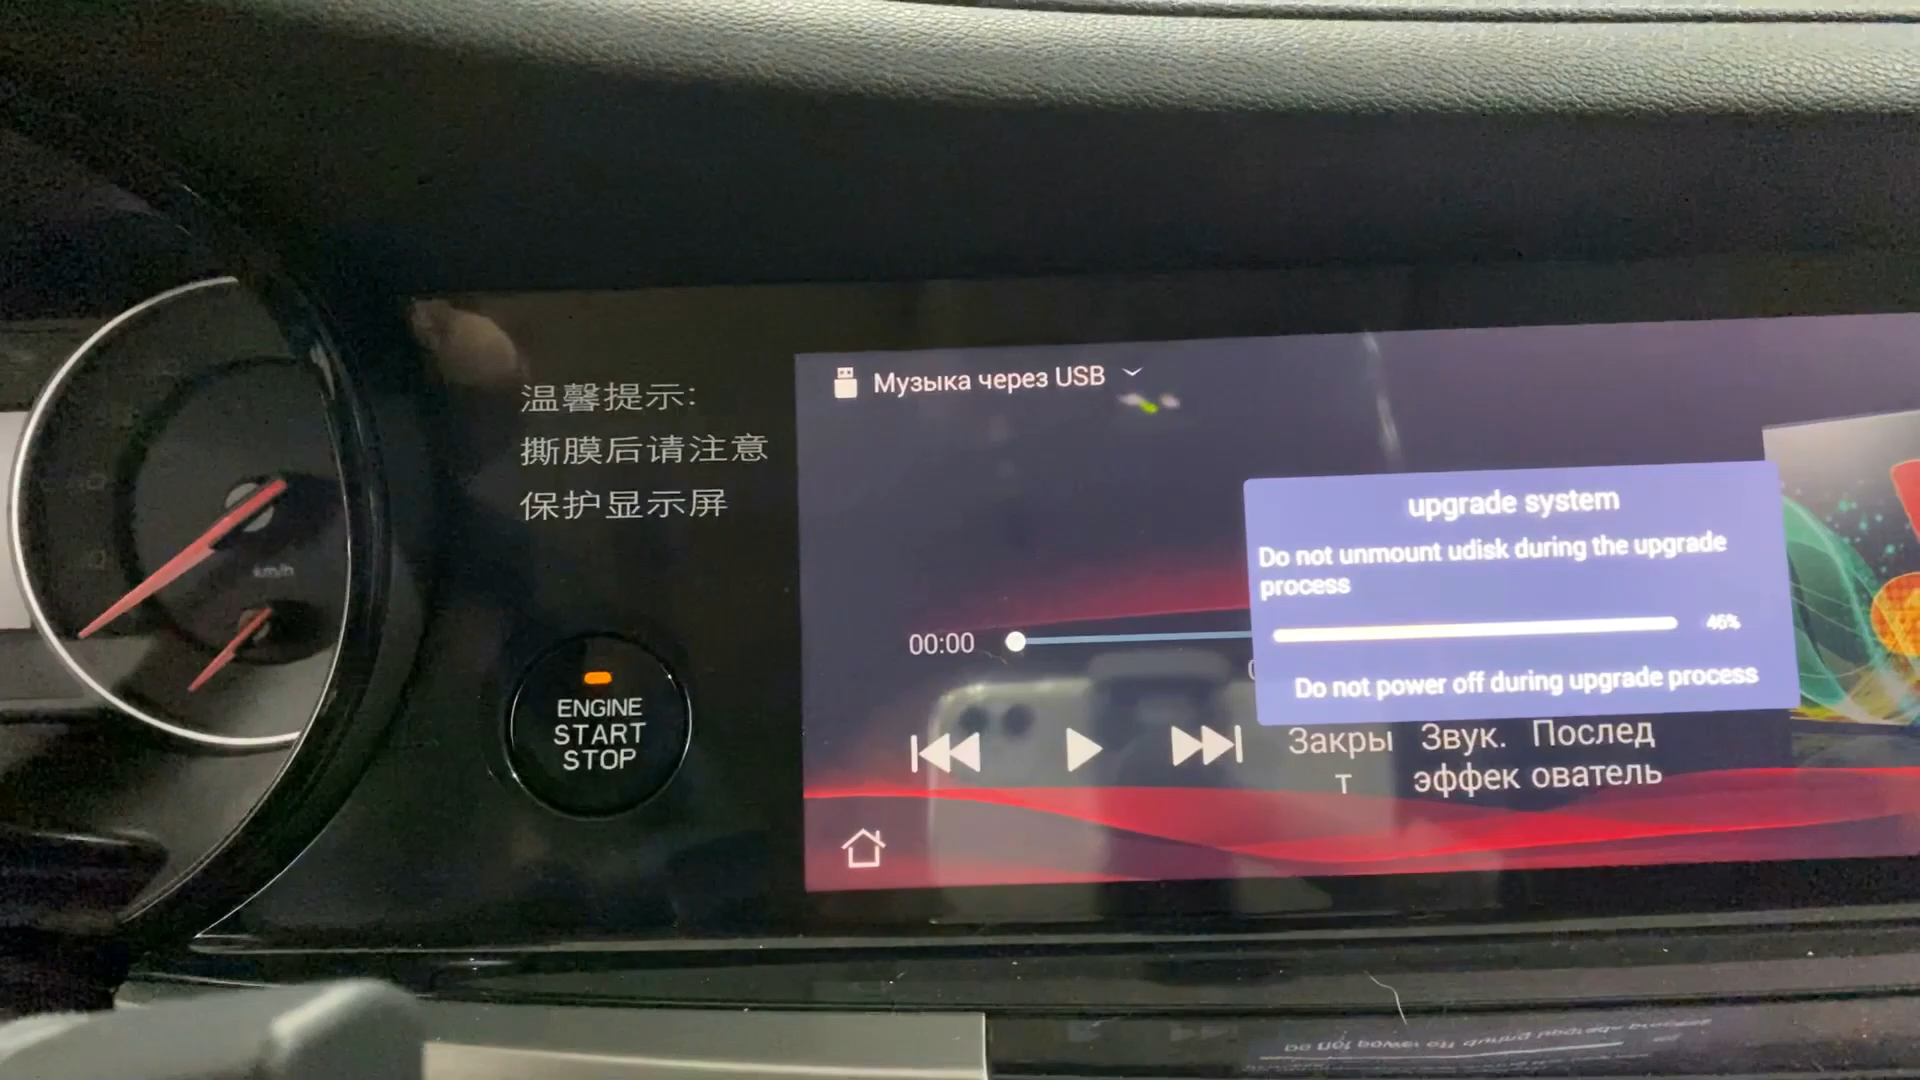 温馨提示:
撕膜后请注意
保护显示屏
km/h
ENGINE
START
STOP
Музыка через USB
00:00
upgrade system
Do not unmount udisk during the upgrade
process
46%
Do not power off during upgrade process
Закры
т
Звук.
эффек
Послед
ователь